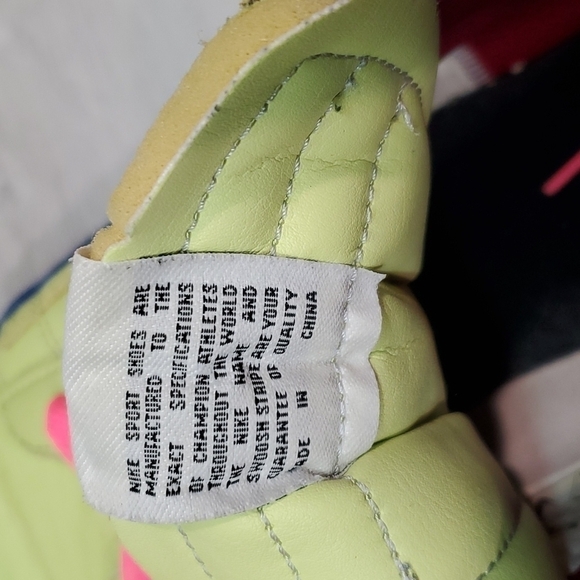 NIKE SPORT SHOES ARE
MANUFACTURED TO THE
EXACT SPECIFICATIONS
OF CHAMPION ATHLETES
THROUGHOUT THE WORLD
THE NIKE NAME AND
SWOOSH STRIPE ARE YOUR
GUARANTEE OF QUALITY
MADE IN CHINA